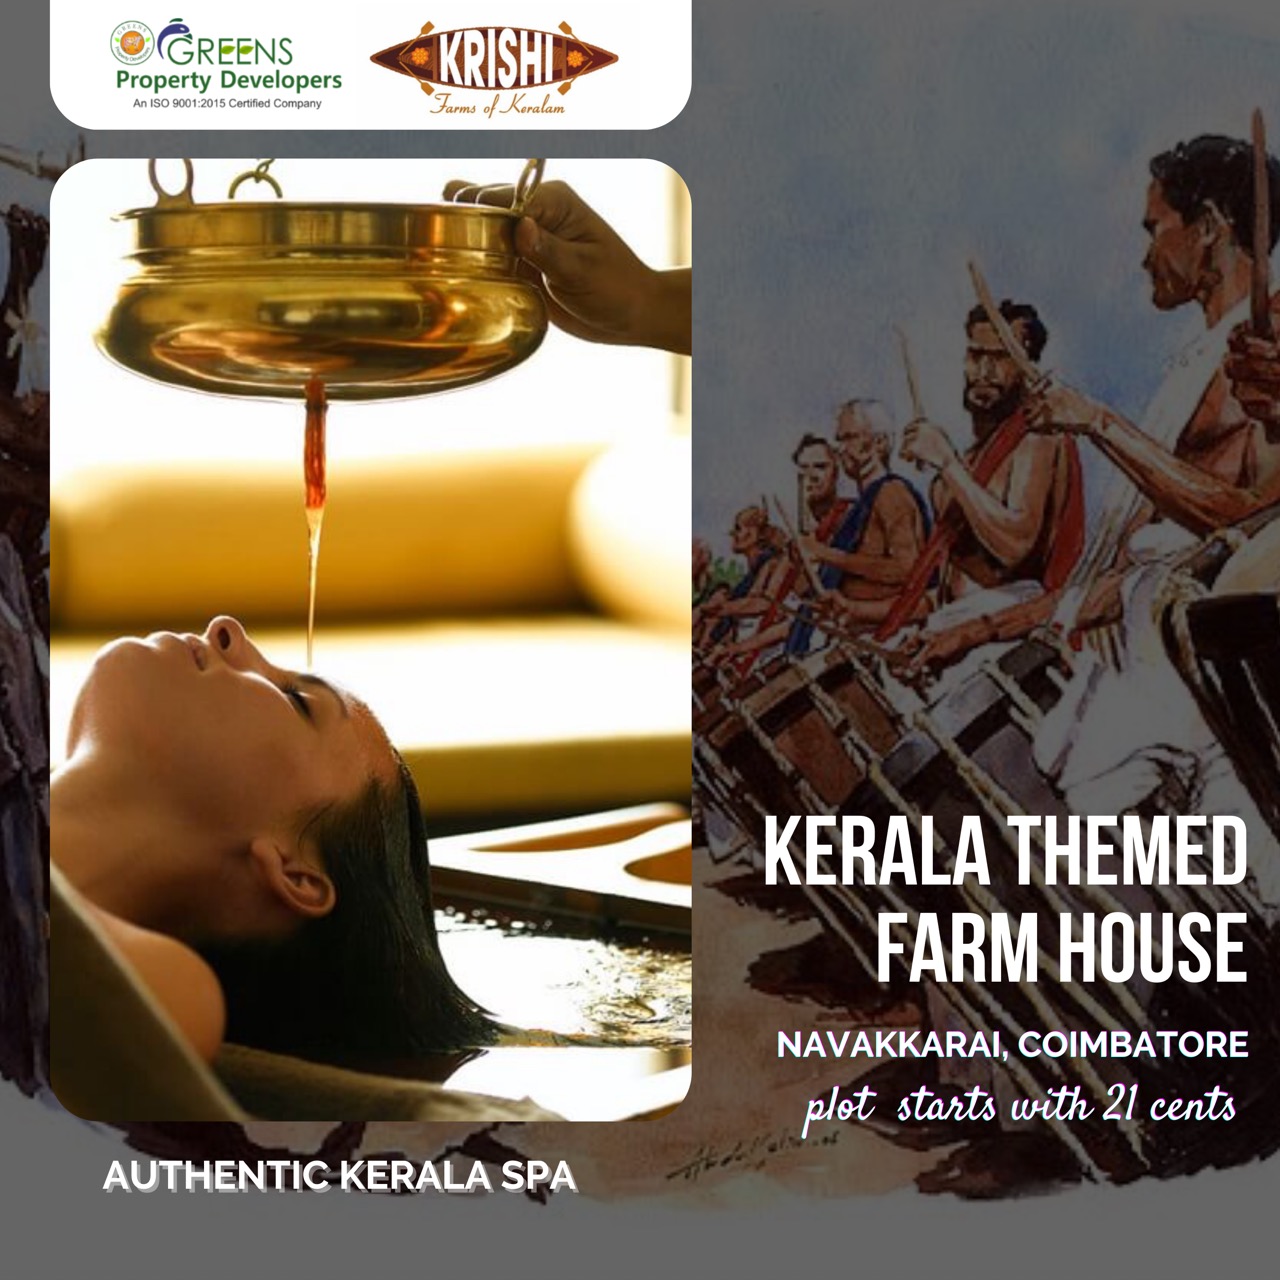 GREENS
Property Developers
An ISO 9001:2015 Certified Company
KRISHI
Farms of Keralam
KERALA THEMED
FARM HOUSE
NAVAKKARAI, COIMBATORE
plot starts with 21 cents
AUTHENTIC KERALA SPA